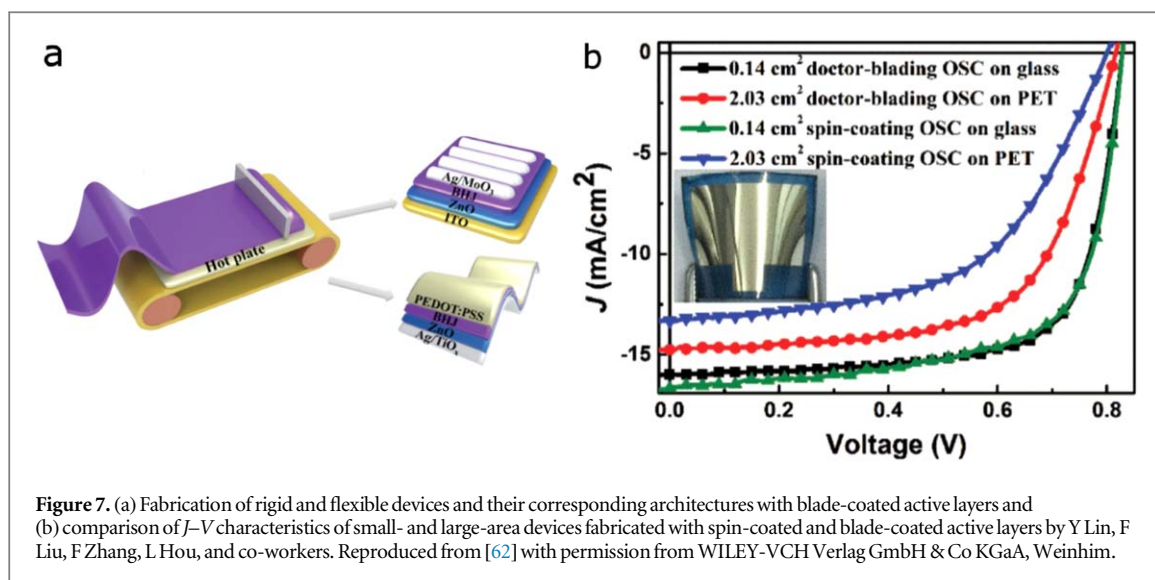 a
Hot plate
Ag/MoO₃
BHJ
ZnO
ITO
PEDOT:PSS
BHJ
ZnO
Ag/TiOₓ
b
0.14 cm² doctor-blading OSC on glass
2.03 cm² doctor-blading OSC on PET
0.14 cm² spin-coating OSC on glass
2.03 cm² spin-coating OSC on PET
J (mA/cm²)
0
-5
-10
-15
0.0 0.2 0.4 0.6 0.8
Voltage (V)
Figure 7. (a) Fabrication of rigid and flexible devices and their corresponding architectures with blade-coated active layers and
(b) comparison of J–V characteristics of small- and large-area devices fabricated with spin-coated and blade-coated active layers by Y Lin, F
Liu, F Zhang, L Hou, and co-workers. Reproduced from [62] with permission from WILEY-VCH Verlag GmbH & Co KGaA, Weinhim.